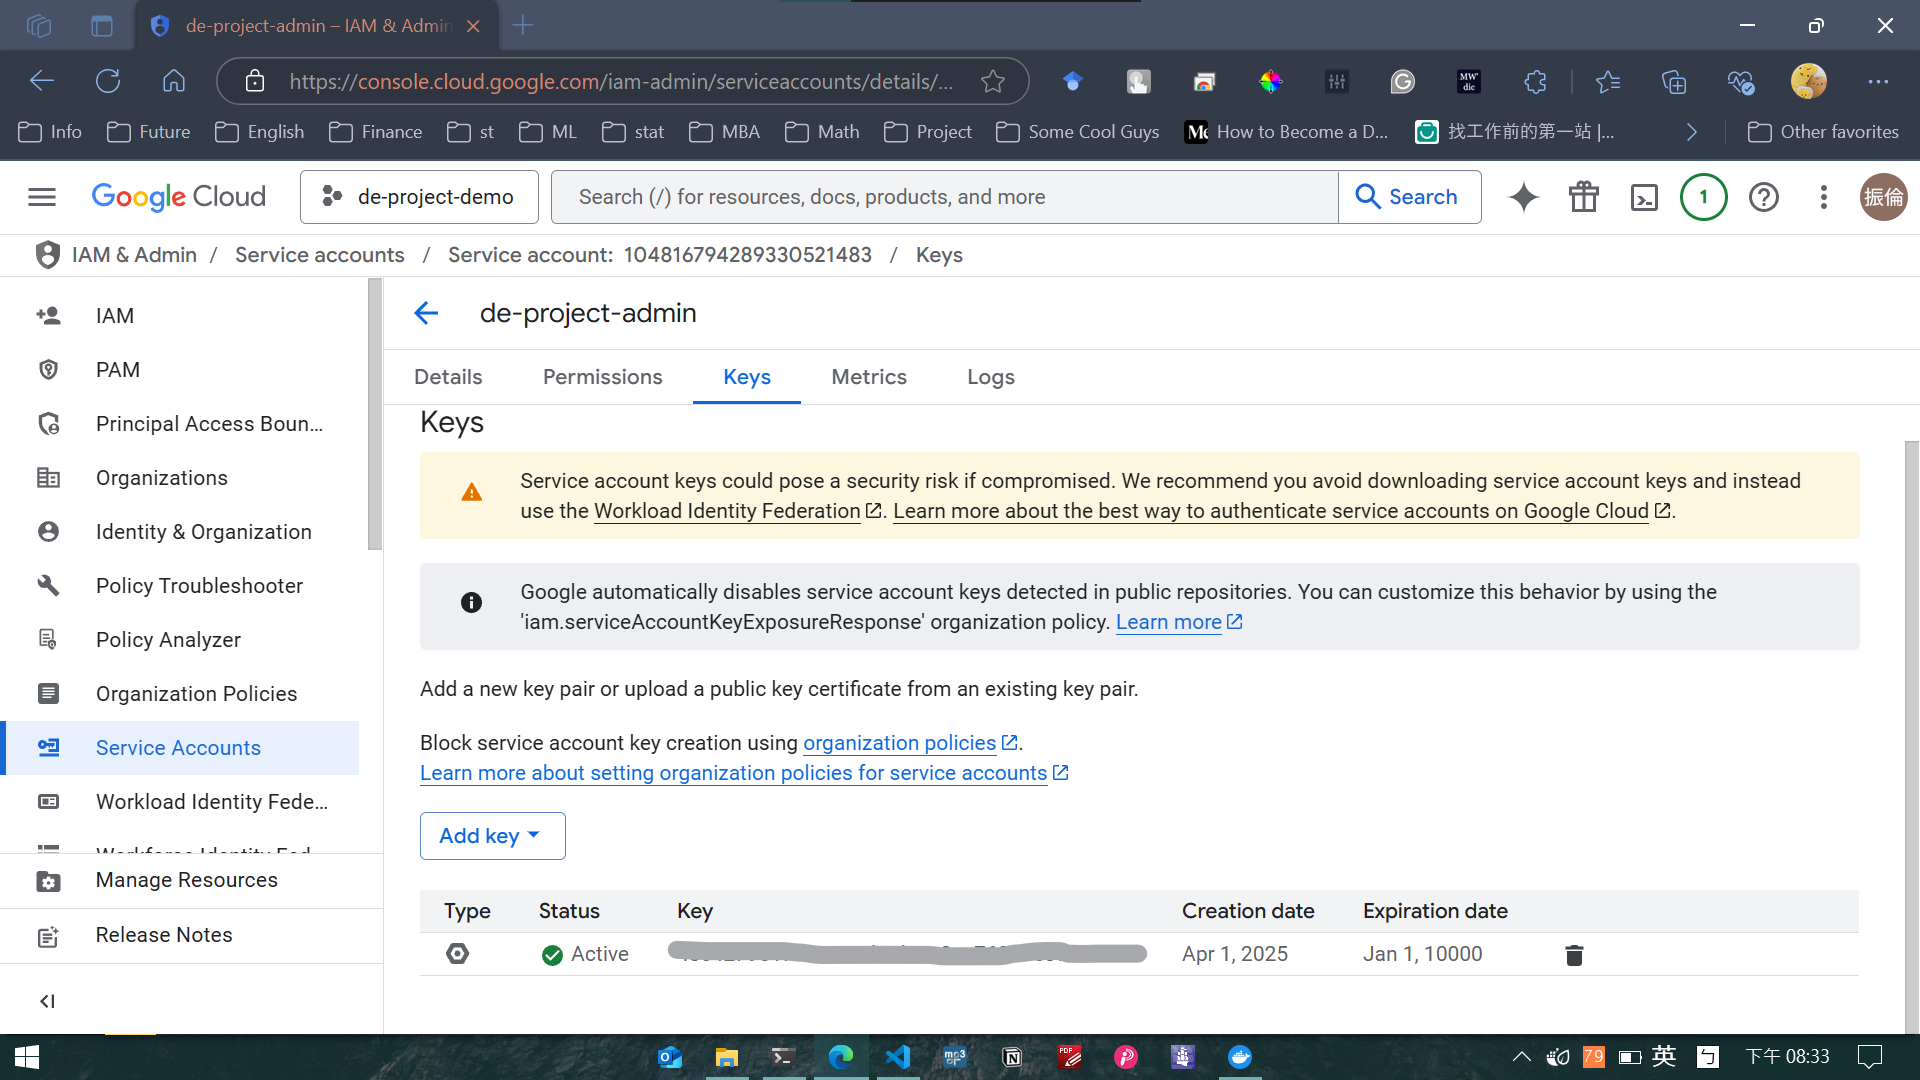 de-project-admin – IAM & Admin
https://console.cloud.google.com/iam-admin/serviceaccounts/details/...
Info
Future
English
Finance
st
ML
stat
MBA
Math
Project
Some Cool Guys
How to Become a D...
找工作前的第一站 |...
Other favorites
Google Cloud
de-project-demo
Search (/) for resources, docs, products, and more
Search
1
振倫
IAM & Admin / Service accounts / Service account: 104816794289330521483 / Keys
IAM
PAM
Principal Access Boun...
Organizations
Identity & Organization
Policy Troubleshooter
Policy Analyzer
Organization Policies
Service Accounts
Workload Identity Fede...
Manage Resources
Release Notes
de-project-admin
Details
Permissions
Keys
Metrics
Logs
Keys
Service account keys could pose a security risk if compromised. We recommend you avoid downloading service account keys and instead
use the Workload Identity Federation. Learn more about the best way to authenticate service accounts on Google Cloud.
Google automatically disables service account keys detected in public repositories. You can customize this behavior by using the
'iam.serviceAccountKeyExposureResponse' organization policy. Learn more
Add a new key pair or upload a public key certificate from an existing key pair.
Block service account key creation using organization policies.
Learn more about setting organization policies for service accounts
Add key
Type Status Key Creation date Expiration date
Active Apr 1, 2025 Jan 1, 10000
MW dic
mp3
PDF
79
英
ㄅ
下午 08:33